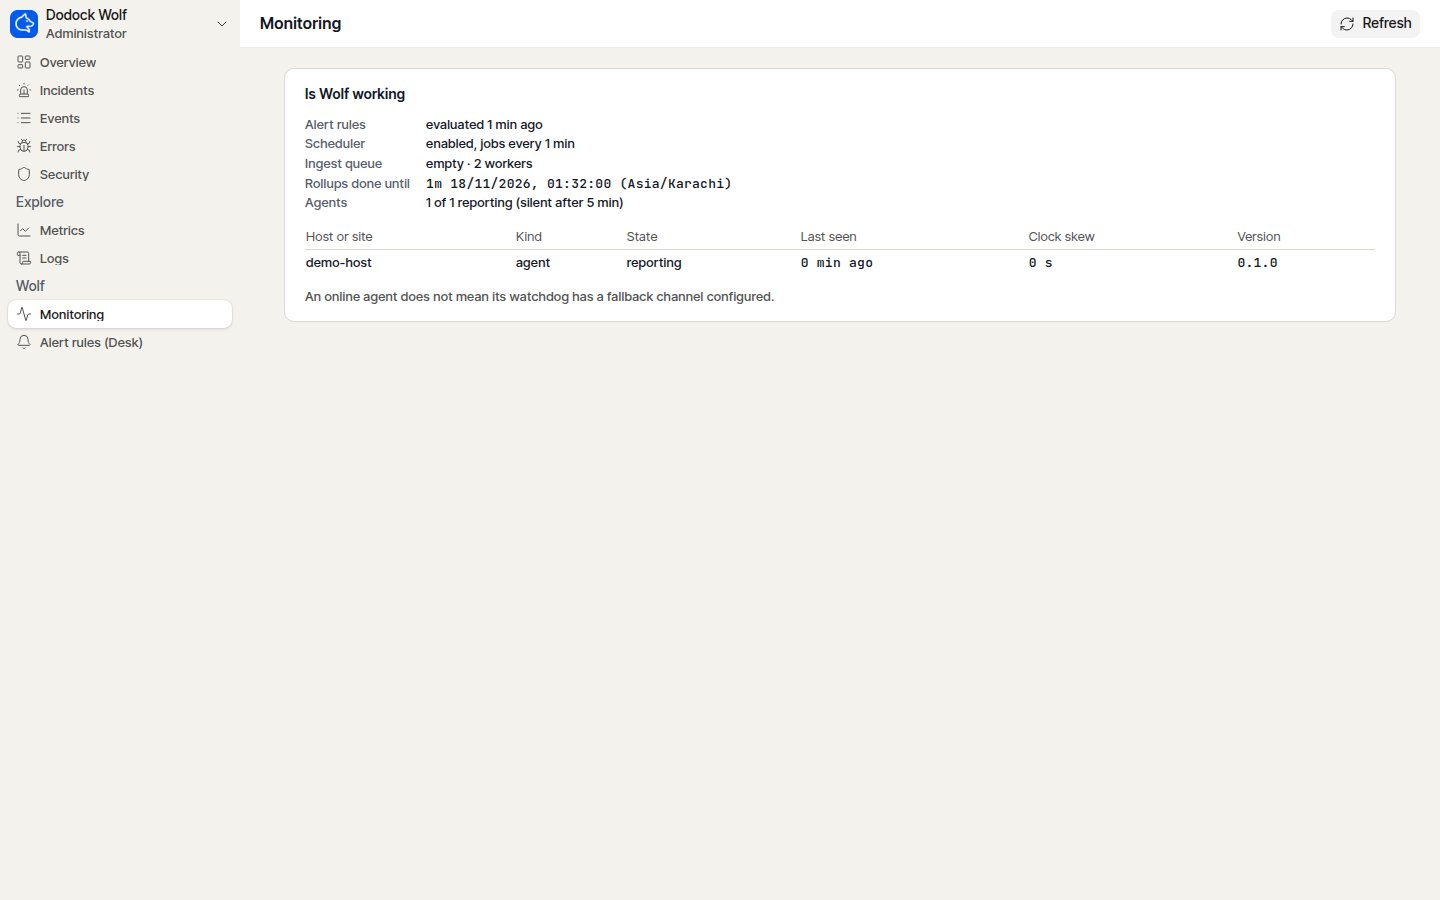 Dodock Wolf
Administrator
Overview
Incidents
Events
Errors
Security
Explore
Metrics
Logs
Wolf
Monitoring
Alert rules (Desk)
Monitoring
Refresh
Is Wolf working
Alert rules evaluated 1 min ago
Scheduler enabled, jobs every 1 min
Ingest queue empty · 2 workers
Rollups done until 1m 18/11/2026, 01:32:00 (Asia/Karachi)
Agents 1 of 1 reporting (silent after 5 min)
Host or site Kind State Last seen Clock skew Version
demo-host agent reporting 0 min ago 0 s 0.1.0
An online agent does not mean its watchdog has a fallback channel configured.